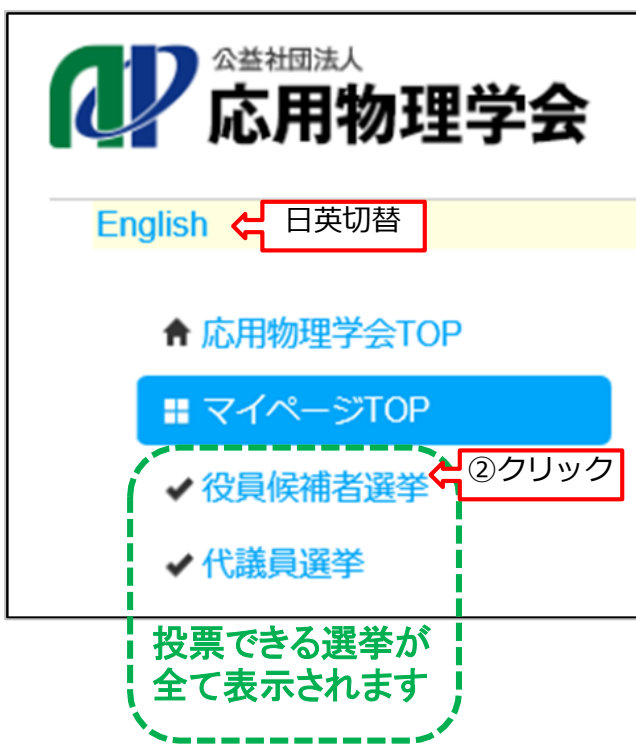 公益社団法人
応用物理学会
English
日英切替
応用物理学会TOP
マイページTOP
役員候補者選挙
②クリック
代議員選挙
投票できる選挙が
全て表示されます